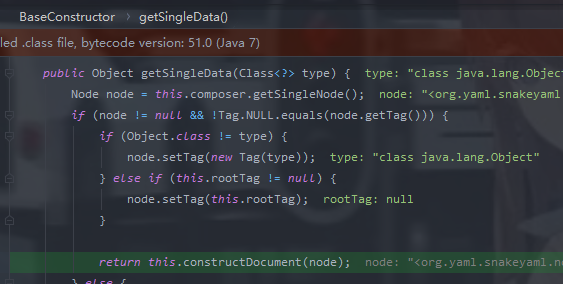 BaseConstructor > getSingleData()
led .class file, bytecode version: 51.0 (Java 7)
public Object getSingleData(Class<?> type) { type: "class java.lang.Objec
Node node = this.composer.getSingleNode(); node: "<org.yaml.snakeyaml
if (node != null && !Tag.NULL.equals(node.getTag())) {
if (Object.class != type) {
node.setTag(new Tag(type)); type: "class java.lang.Object"
} else if (this.rootTag != null) {
node.setTag(this.rootTag); rootTag: null
}
return this.constructDocument(node); node: "<org.yaml.snakeyaml.no
} else {